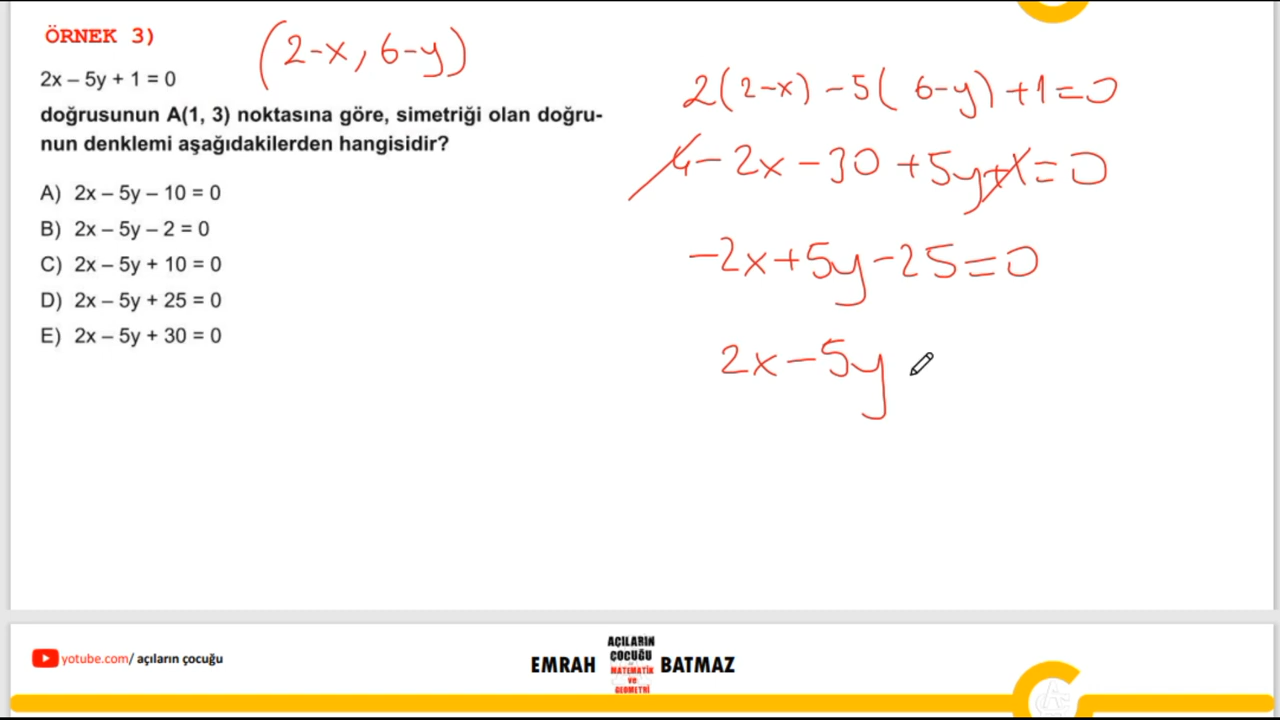 ÖRNEK 3)
(2-x, 6-y)
2x – 5y + 1 = 0
doğrusunun A(1, 3) noktasına göre, simetriği olan doğru-
nun denklemi aşağıdakilerden hangisidir?
A) 2x – 5y – 10 = 0
B) 2x – 5y – 2 = 0
C) 2x – 5y + 10 = 0
D) 2x – 5y + 25 = 0
E) 2x – 5y + 30 = 0
2(2-x) -5( 6-y) +1=0
4 - 2x - 30 + 5y + 1 = 0
-2x+5y-25=0
2x-5y
yotube.com/ açıların çocuğu
EMRAH
AÇILARIN
ÇOCUĞU
MATEMATİK
ve
GEOMETRİ
BATMAZ